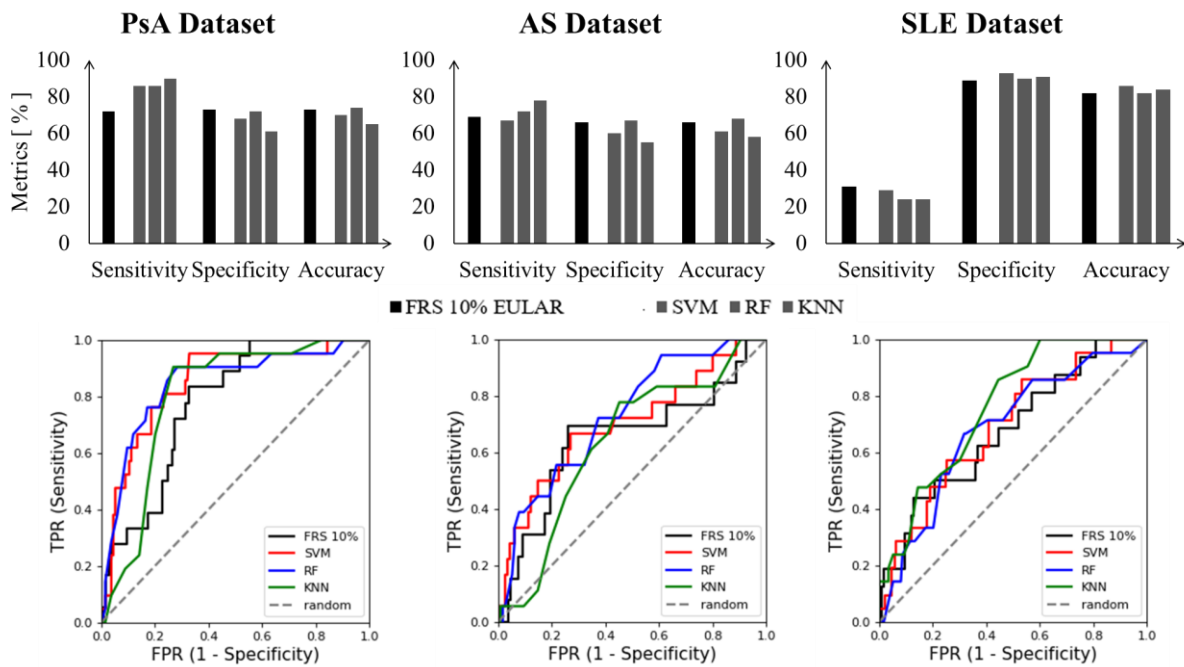 PsA Dataset
AS Dataset
SLE Dataset
Metrics [ % ]
100
80
60
40
20
0
Sensitivity Specificity Accuracy
100
80
60
40
20
0
Sensitivity Specificity Accuracy
100
80
60
40
20
0
Sensitivity Specificity Accuracy
FRS 10% EULAR . SVM RF KNN
TPR (Sensitivity)
1.0
0.8
0.6
0.4
0.2
0.0
FRS 10%
SVM
RF
KNN
random
0.0 0.2 0.4 0.6 0.8 1.0
FPR (1 - Specificity)
TPR (Sensitivity)
1.0
0.8
0.6
0.4
0.2
0.0
FRS 10%
SVM
RF
KNN
random
0.0 0.2 0.4 0.6 0.8 1.0
FPR (1 - Specificity)
TPR (Sensitivity)
1.0
0.8
0.6
0.4
0.2
0.0
FRS 10%
SVM
RF
KNN
random
0.0 0.2 0.4 0.6 0.8 1.0
FPR (1 - Specificity)